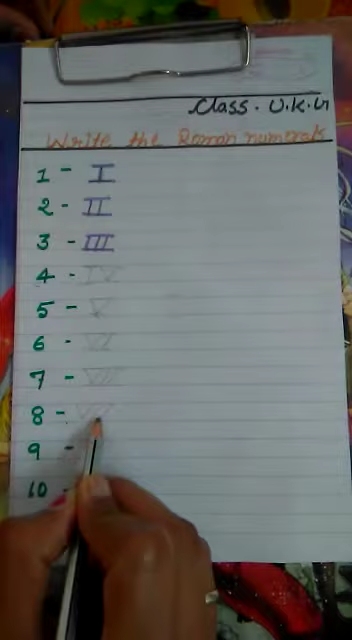 Class. U.K.G
Write the Roman numerals
1 - I
2 - II
3 - III
4 - IV
5 - V
6 - VI
7 - VII
8 -
9 -
10 -